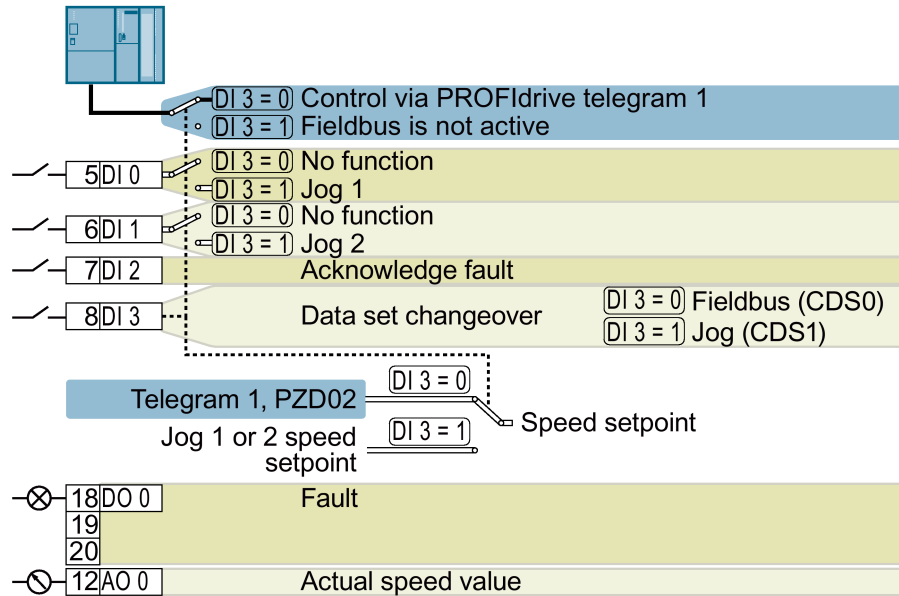 DI 3 = 0 Control via PROFIdrive telegram 1
DI 3 = 1 Fieldbus is not active
DI 3 = 0 No function
5 DI 0
DI 3 = 1 Jog 1
DI 3 = 0 No function
6 DI 1
DI 3 = 1 Jog 2
7 DI 2 Acknowledge fault
DI 3 = 0 Fieldbus (CDS0)
8 DI 3 Data set changeover
DI 3 = 1 Jog (CDS1)
DI 3 = 0
Telegram 1, PZD02
Speed setpoint
Jog 1 or 2 speed
setpoint
DI 3 = 1
18 DO 0 Fault
19
20
12 AO 0 Actual speed value